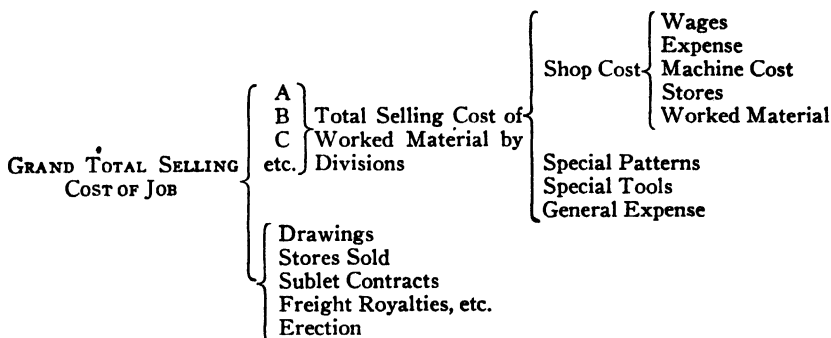 GRAND TOTAL SELLING
COST OF JOB
A
B
C
etc.
Total Selling Cost of
Worked Material by
Divisions
Shop Cost
Wages
Expense
Machine Cost
Stores
Worked Material
Special Patterns
Special Tools
General Expense
Drawings
Stores Sold
Sublet Contracts
Freight Royalties, etc.
Erection